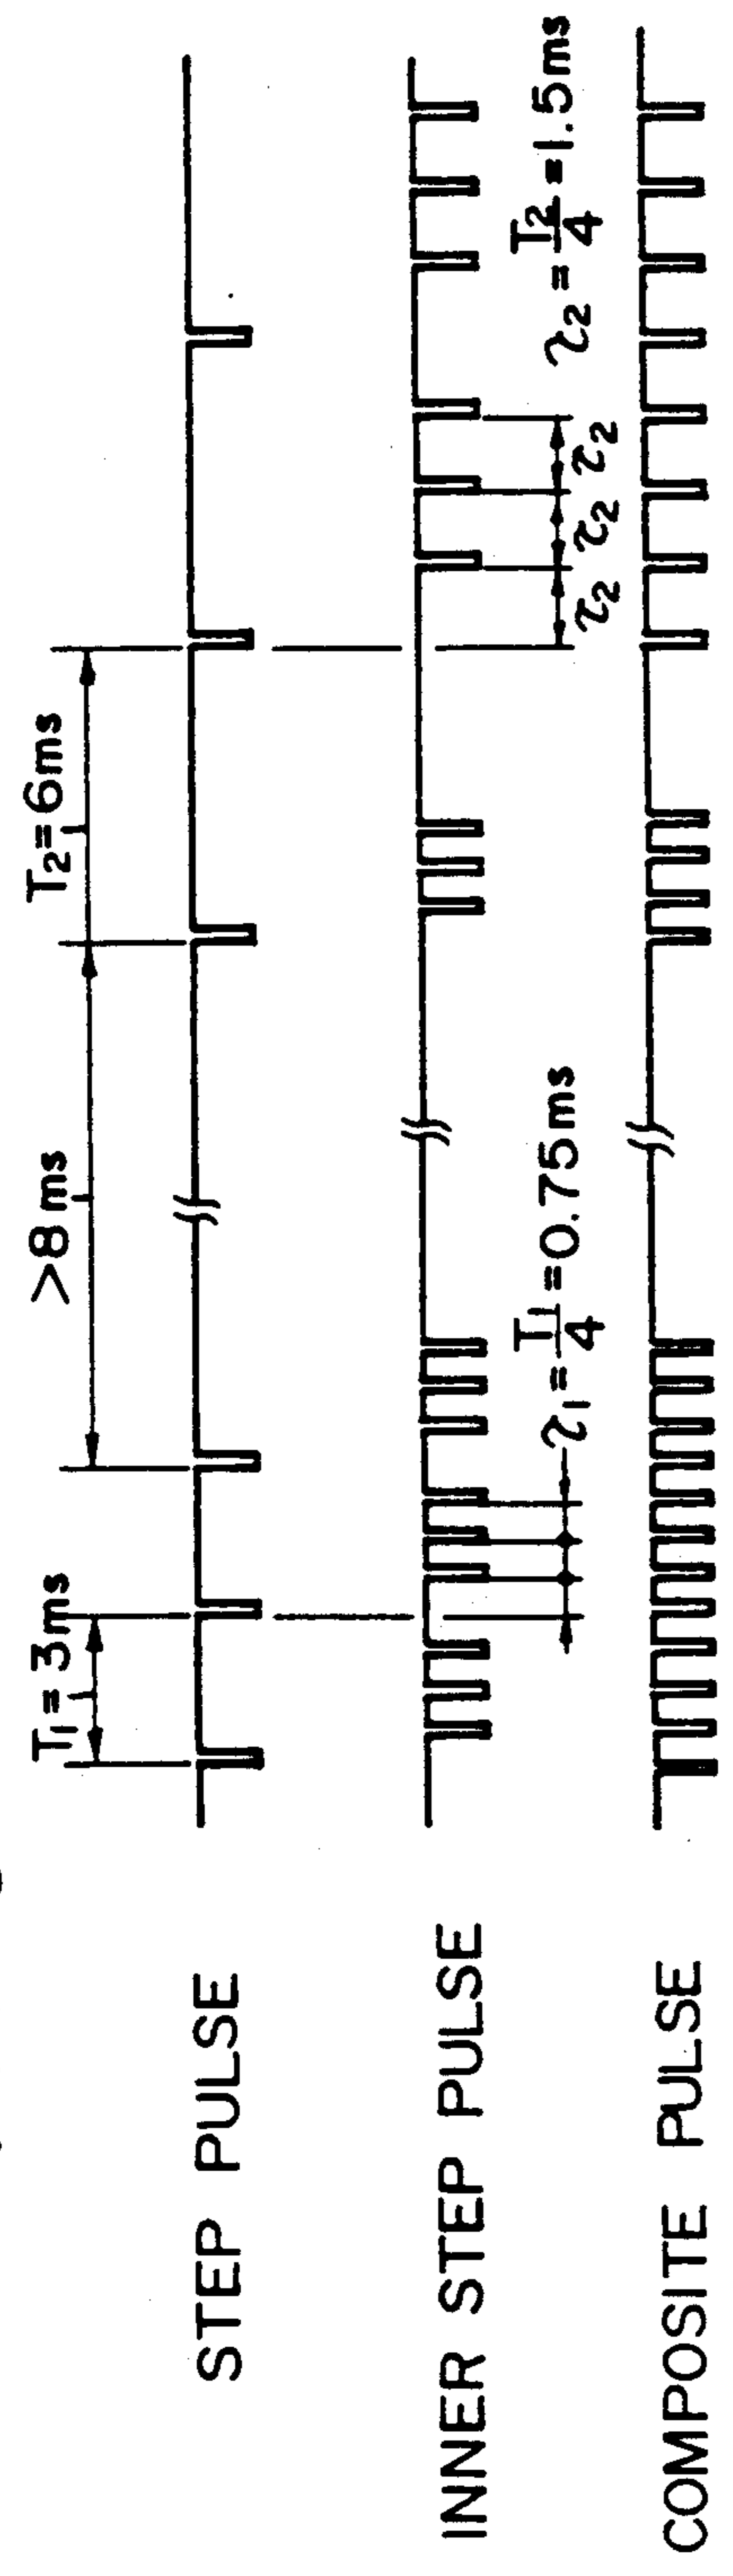 T₁=3ms
>8ms
T₂=6ms
STEP PULSE
INNER STEP PULSE
τ₁=T₁/4=0.75ms
τ₂ τ₂ τ₂
τ₂=T₂/4=1.5ms
COMPOSITE PULSE